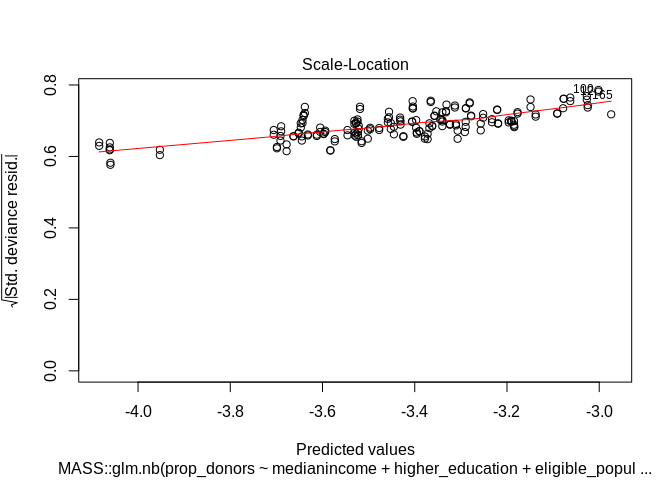 Scale-Location
√|Std. deviance resid.|
0.8
0.6
0.4
0.2
0.0
165
-4.0 -3.8 -3.6 -3.4 -3.2 -3.0
Predicted values
MASS::glm.nb(prop_donors ~ medianincome + higher_education + eligible_popul ...